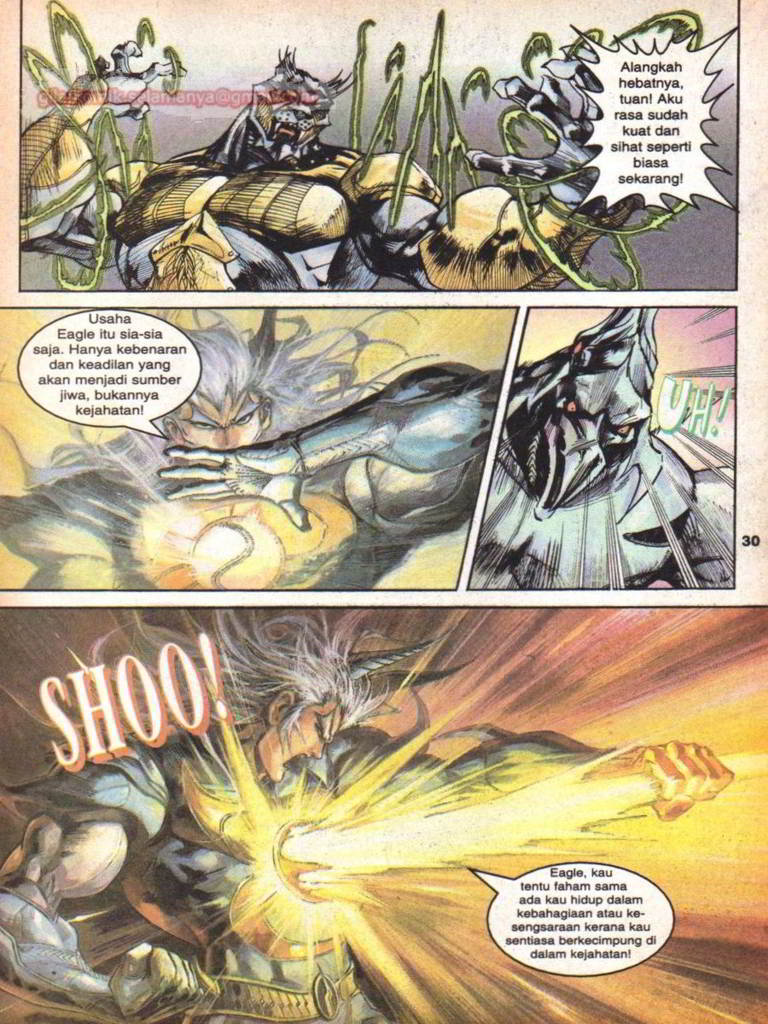 Alangkah
hebatnya,
tuan! Aku
rasa sudah
kuat dan
sihat seperti
biasa
sekarang!
Usaha
Eagle itu sia-sia
saja. Hanya kebenaran
dan keadilan yang
akan menjadi sumber
jiwa, bukannya
kejahatan!
UH!
30
SHOO!
Eagle, kau
tentu faham sama
ada kau hidup dalam
kebahagiaan atau ke-
sengsaraan kerana kau
sentiasa berkecimpung di
dalam kejahatan!